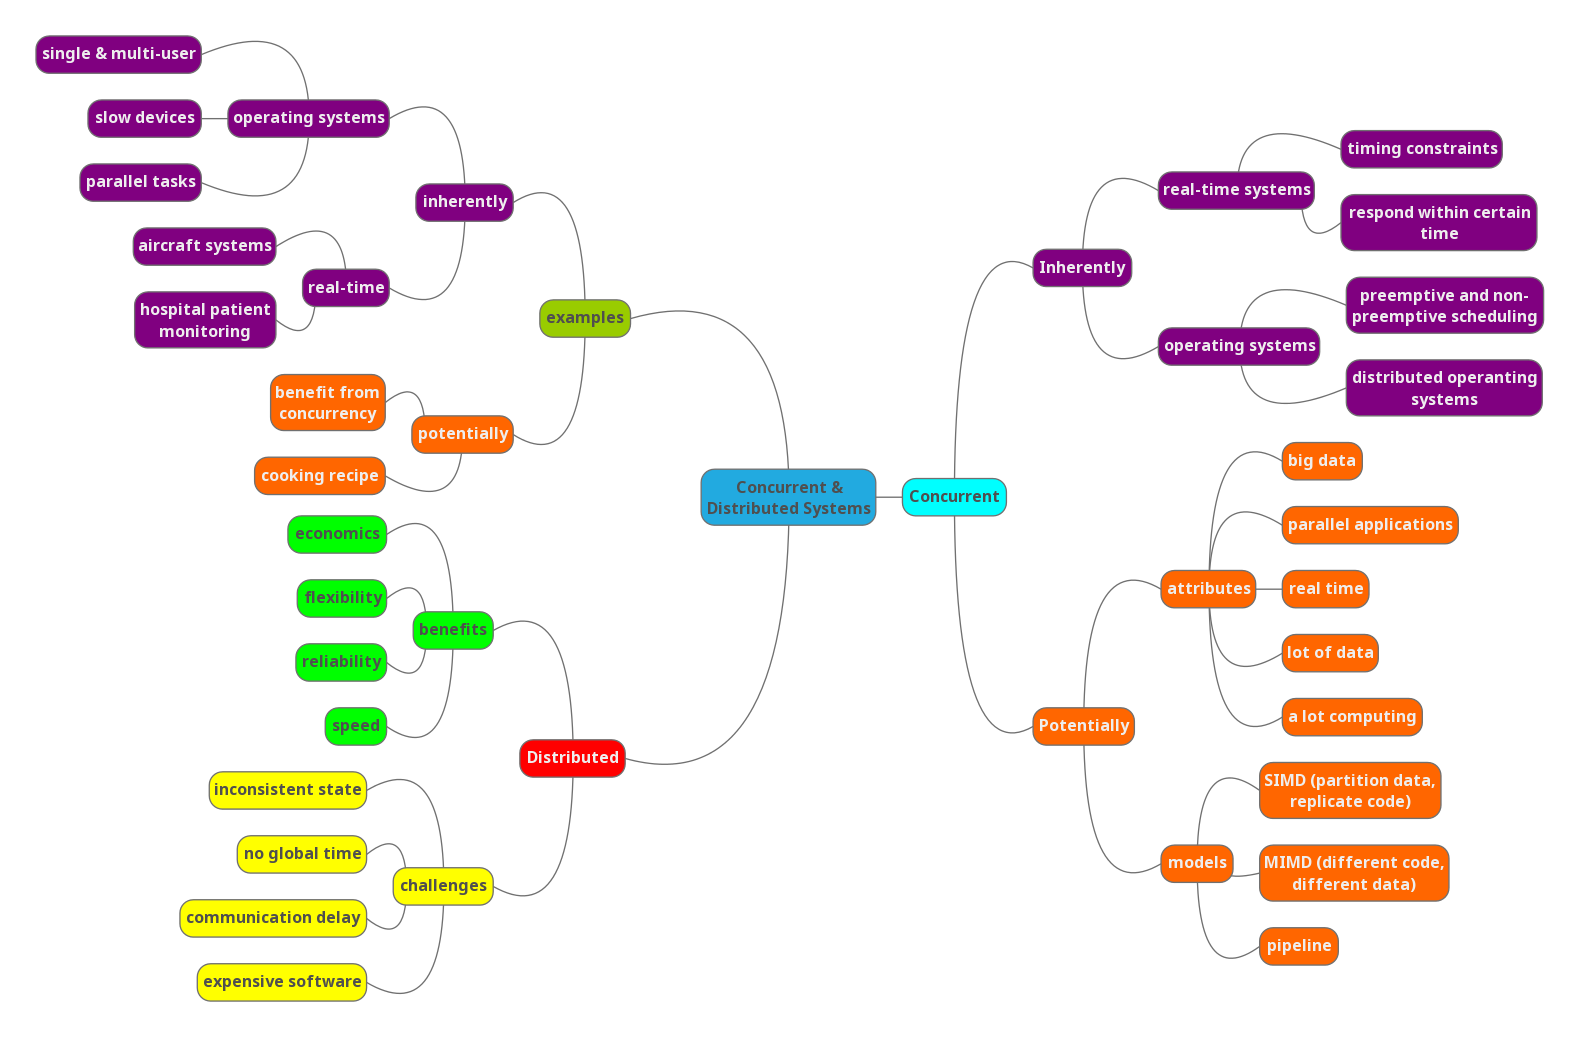 single & multi-user
slow devices
operating systems
parallel tasks
inherently
aircraft systems
real-time
hospital patient
monitoring
examples
benefit from
concurrency
potentially
cooking recipe
Concurrent &
Distributed Systems
economics
flexibility
benefits
reliability
speed
Distributed
inconsistent state
no global time
challenges
communication delay
expensive software
Concurrent
Inherently
real-time systems
timing constraints
respond within certain
time
operating systems
preemptive and non-
preemptive scheduling
distributed operanting
systems
Potentially
attributes
big data
parallel applications
real time
lot of data
a lot computing
models
SIMD (partition data,
replicate code)
MIMD (different code,
different data)
pipeline